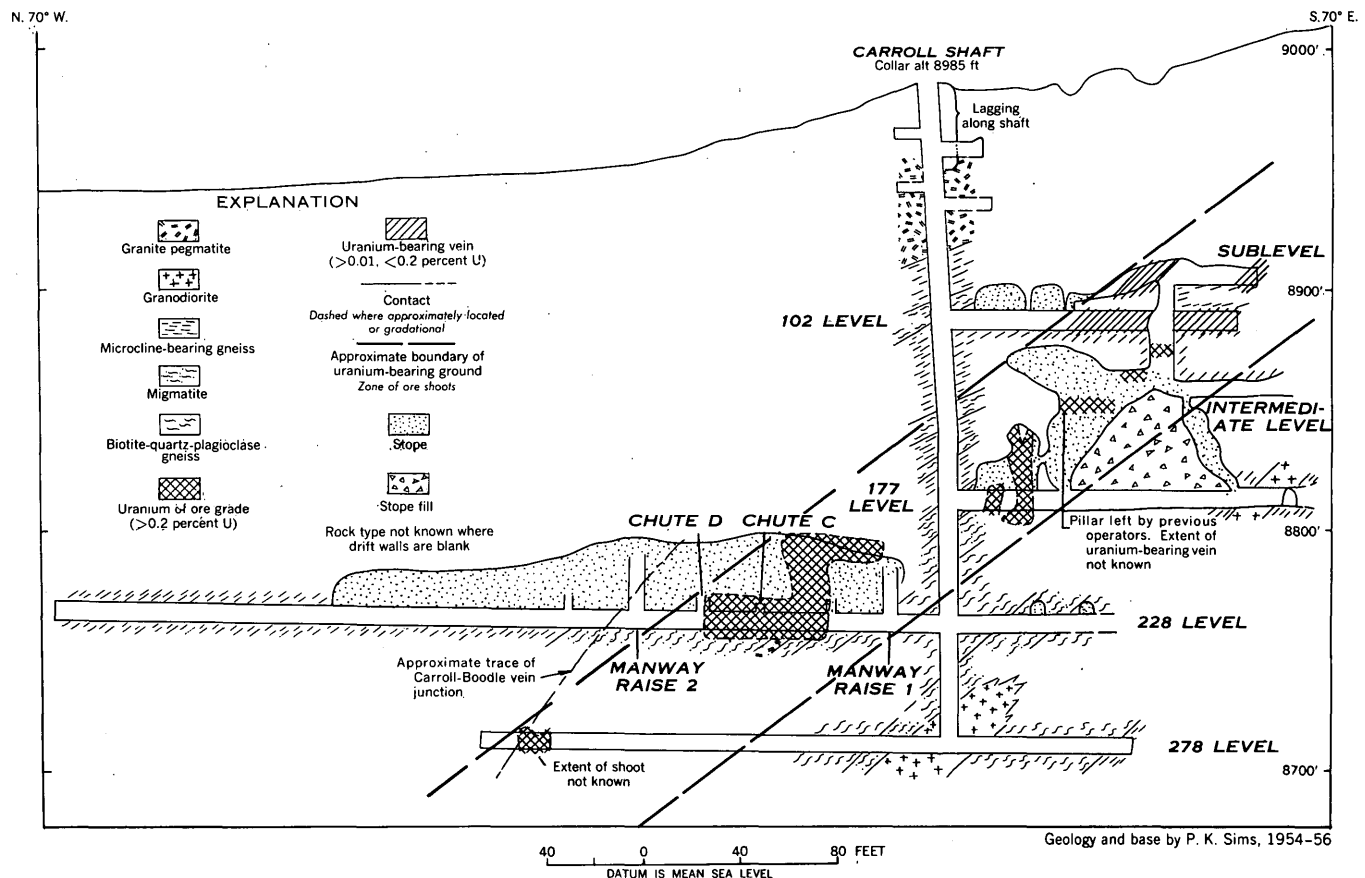 N. 70° W.
S. 70° E.
9000'
CARROLL SHAFT
Collar alt 8985 ft
Lagging
along shaft
EXPLANATION
Granite pegmatite
Granodiorite
Microcline-bearing gneiss
Migmatite
Biotite-quartz-plagioclase
gneiss
Uranium of ore grade
(>0.2 percent U)
Uranium-bearing vein
(>0.01, <0.2 percent U)
Contact
Dashed where approximately located
or gradational
Approximate boundary of
uranium-bearing ground
Zone of ore shoots
Stope
Stope fill
Rock type not known where
drift walls are blank
SUBLEVEL
8900'
102 LEVEL
INTERMEDI-
ATE LEVEL
177
LEVEL
CHUTE D
CHUTE C
Pillar left by previous
operators. Extent of
uranium-bearing vein
not known
8800'
228 LEVEL
Approximate trace of
Carroll-Boodle vein
junction
MANWAY
RAISE 2
MANWAY
RAISE 1
278 LEVEL
Extent of shoot
not known
8700'
Geology and base by P. K. Sims, 1954-56
40 0 40 80 FEET
DATUM IS MEAN SEA LEVEL